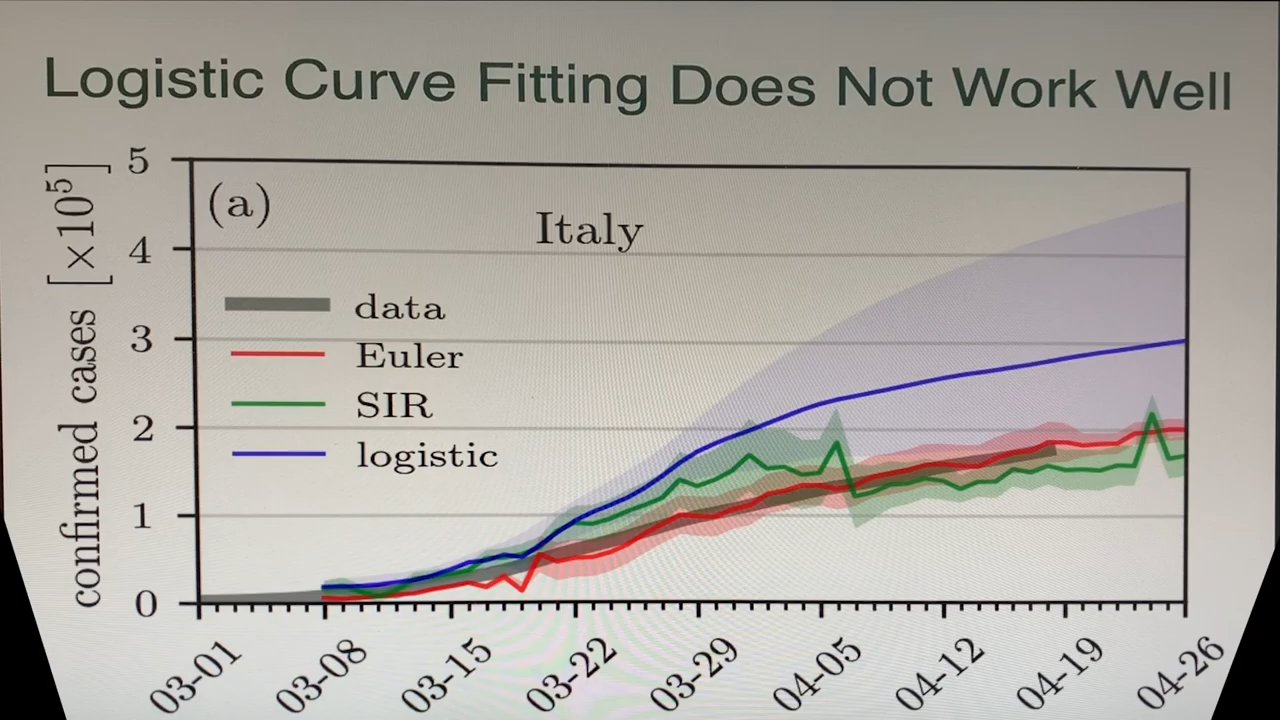 Logistic Curve Fitting Does Not Work Well
confirmed cases [×10⁵]
5
4
3
2
1
0
(a)
Italy
data
Euler
SIR
logistic
03-01
03-08
03-15
03-22
03-29
04-05
04-12
04-19
04-26